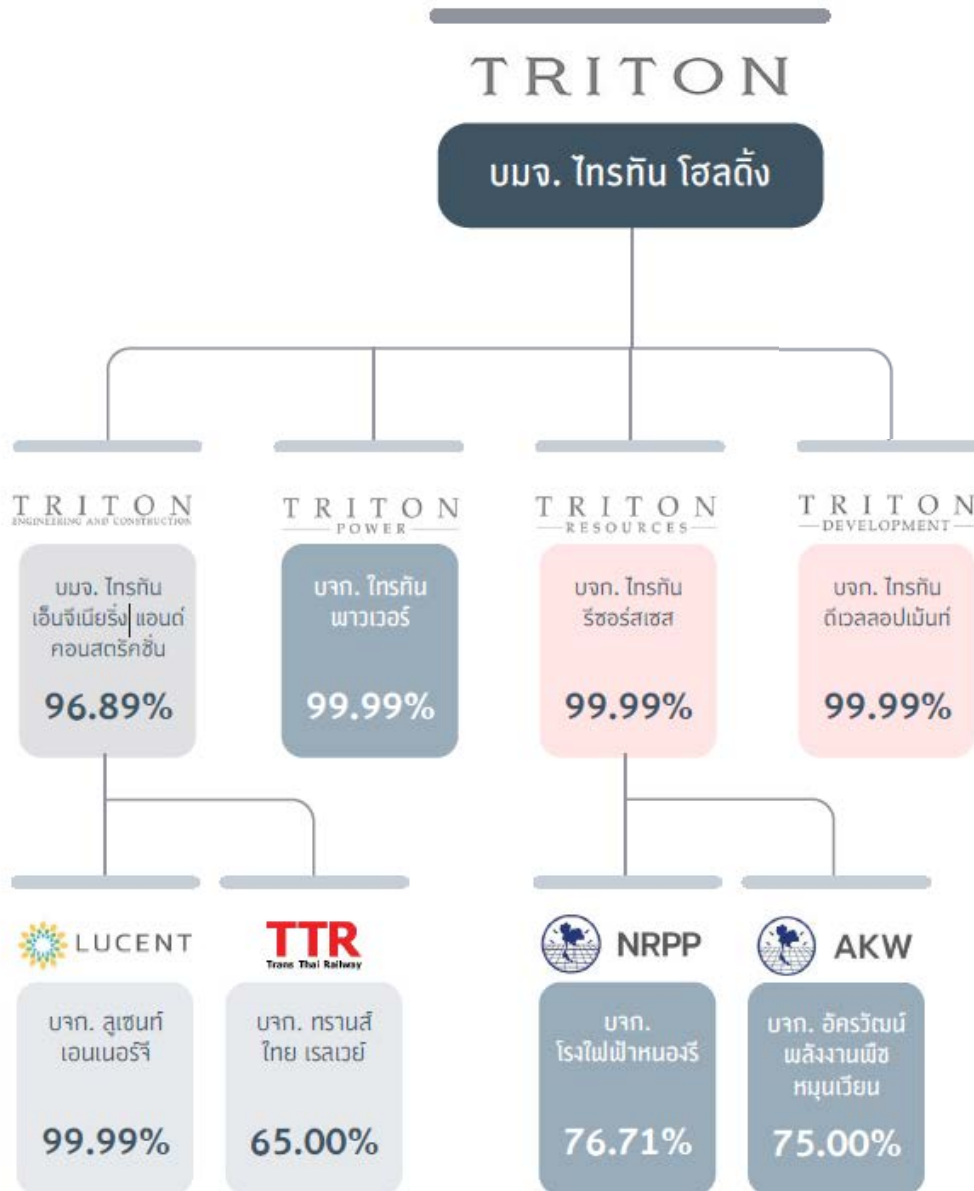 TRITON
บมจ. ไทรทัน โฮลดิ้ง
TRITON
ENGINEERING AND CONSTRUCTION
บมจ. ไทรทัน
เอ็นจิเนียริ่ง แอนด์
คอนสตรัคชั่น
96.89%
TRITON
POWER
บจก. ไทรทัน
พาวเวอร์
99.99%
TRITON
RESOURCES
บจก. ไทรทัน
รีซอร์สเซส
99.99%
TRITON
DEVELOPMENT
บจก. ไทรทัน
ดีเวลลอปเม้นท์
99.99%
LUCENT
บจก. ลูเซนท์
เอนเนอร์จี
99.99%
TTR
Trans Thai Railway
บจก. ทรานส์
ไทย เรลเวย์
65.00%
NRPP
บจก.
โรงไฟฟ้าหนองรี
76.71%
AKW
บจก. อัครวัฒน์
พลังงานพืช
หมุนเวียน
75.00%